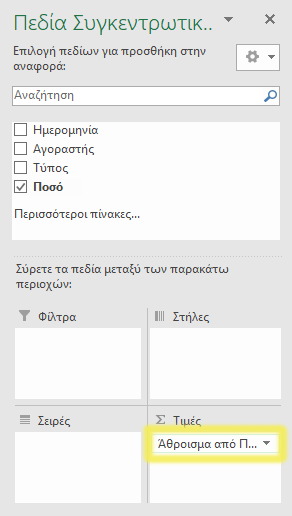 Πεδία Συγκεντρωτικ..
Επιλογή πεδίων για προσθήκη στην
αναφορά:
Αναζήτηση
Ημερομηνία
Αγοραστής
Τύπος
Ποσό
Περισσότεροι πίνακες...
Σύρετε τα πεδία μεταξύ των παρακάτω
περιοχών:
Φίλτρα
Στήλες
Σειρές
Τιμές
Άθροισμα από Π...